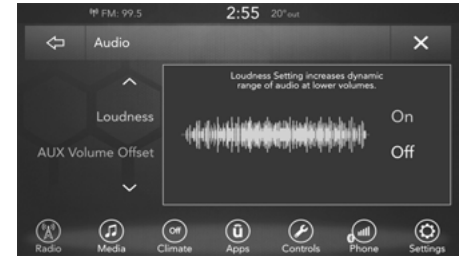 FM: 99.5 2:55 20°out
Audio
Loudness Setting increases dynamic
range of audio at lower volumes.
Loudness
On
AUX Volume Offset
Off
Off
Radio Media Climate Apps Controls Phone Settings